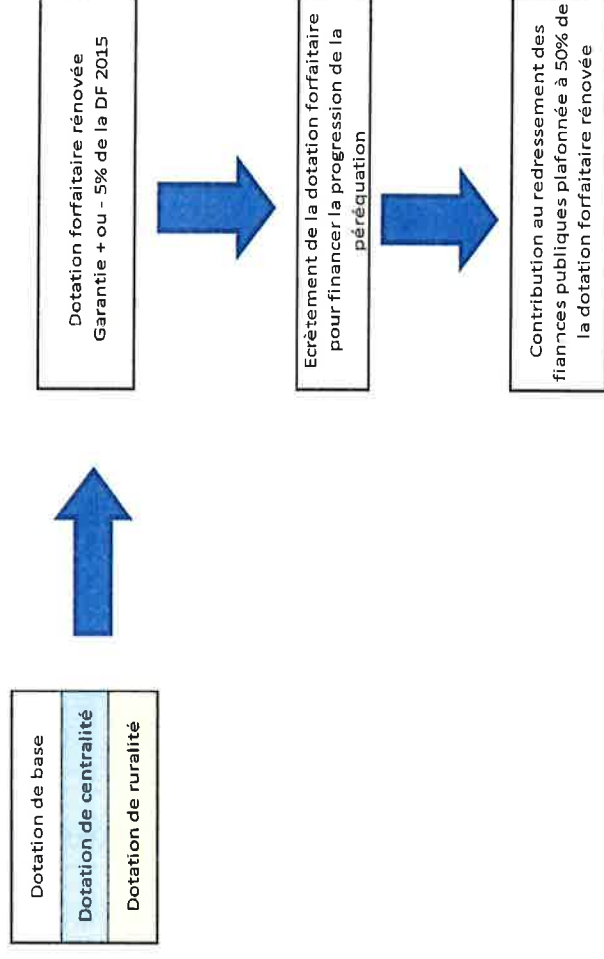 Dotation de base
Dotation de centralité
Dotation de ruralité
Dotation forfaitaire rénovée
Garantie + ou - 5% de la DF 2015
Ecrètement de la dotation forfaitaire
pour financer la progression de la
péréquation
Contribution au redressement des
fiannces publiques plafonnée à 50% de
la dotation forfaitaire rénovée